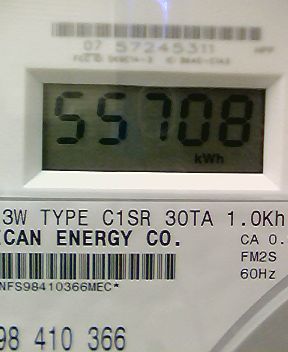 07 57245311
55708
kWh
3W TYPE C1SR 30TA 1.0Kh
CAN ENERGY CO.
CA 0.
FM2S
60Hz
NFS98410366MEC*
98 410 366